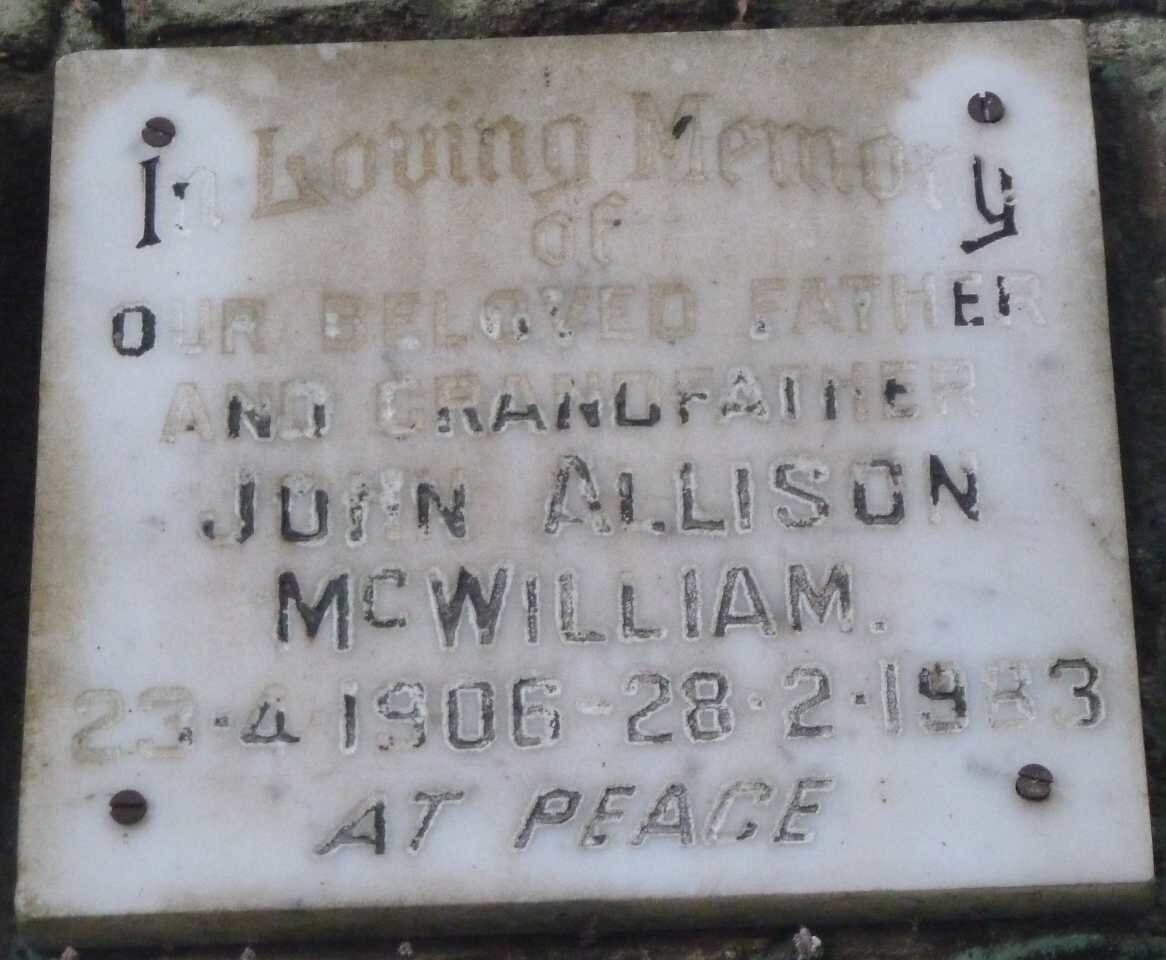 In Loving Memory
of
OUR BELOVED FATHER
AND GRANDFATHER
JOHN ALLISON
McWILLIAM.
23·4·1906-28·2·1983
AT PEACE